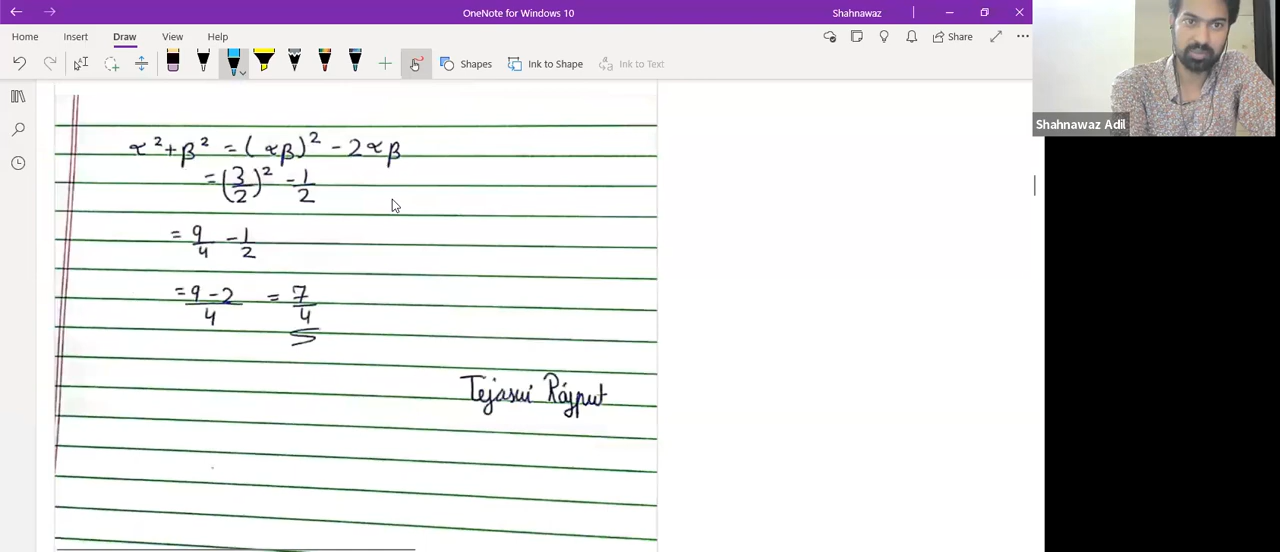 OneNote for Windows 10
Shahnawaz
Home Insert Draw View Help
Share
Shapes
Ink to Shape
Ink to Text
Shahnawaz Adil
α² + β² = (αβ)² - 2αβ
= (3/2)² - 1/2
= 9/4 - 1/2
= 9-2/4 = 7/4
Tejasui Rajput